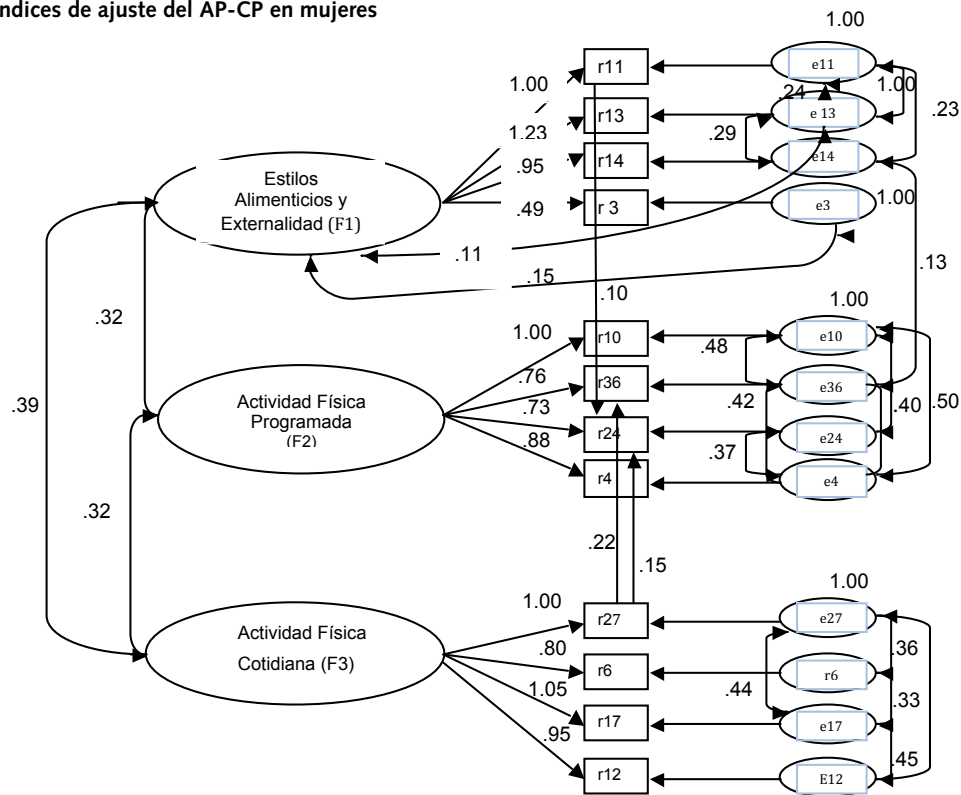 ndices de ajuste del AP-CP en mujeres
1.00
r11
e11
1.00
.24
1.00
.23
r13
e 13
1.23
.29
r14
e14
.95
Estilos
Alimenticios y
Externalidad (F1)
r 3
e3
1.00
.49
.11
.13
.15
.10
1.00
.32
1.00
r10
.48
e10
.76
r36
e36
.39
Actividad Física
Programada
(F2)
.73
.42
.40
.50
.88
r24
e24
.37
r4
e4
.32
.22
.15
1.00
1.00
r27
e27
Actividad Física
Cotidiana (F3)
.80
.36
r6
r6
1.05
.44
.33
r17
e17
.95
.45
r12
E12